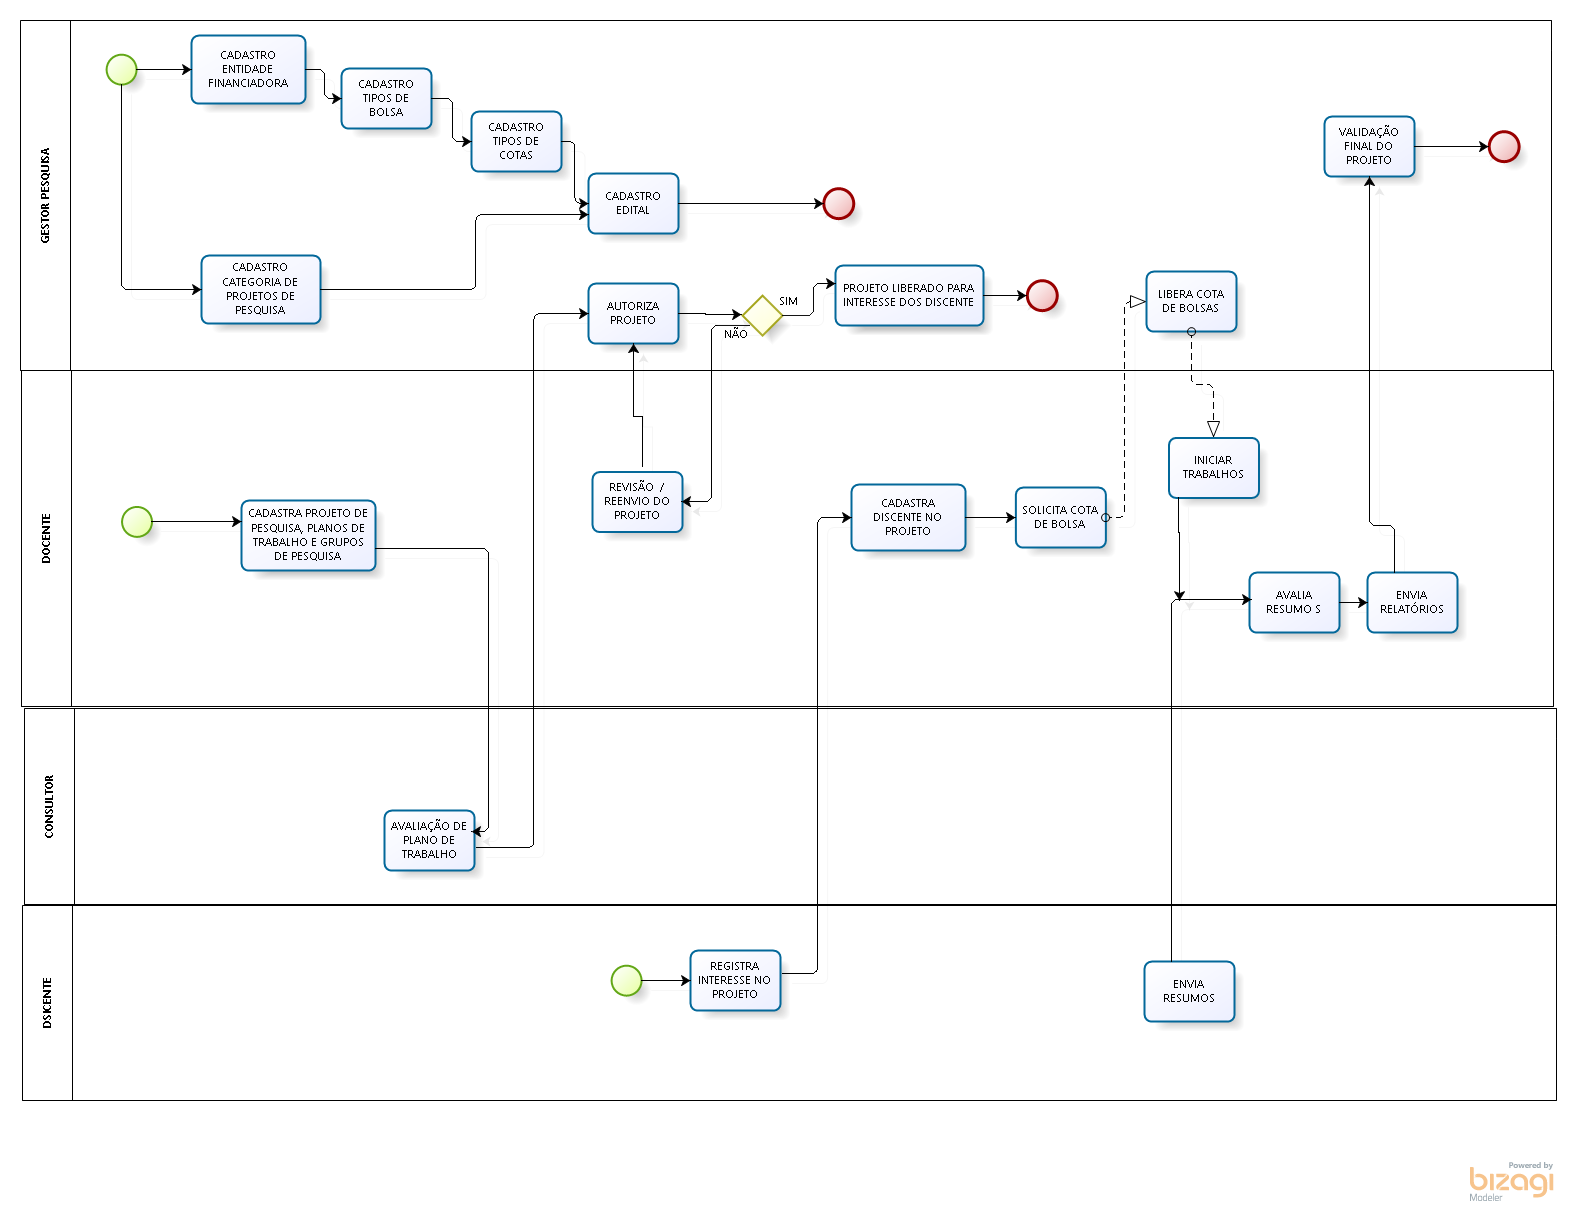 GESTOR PESQUISA
CADASTRO
ENTIDADE
FINANCIADORA
CADASTRO
TIPOS DE
BOLSA
CADASTRO
TIPOS DE
COTAS
CADASTRO
EDITAL
CADASTRO
CATEGORIA DE
PROJETOS DE
PESQUISA
AUTORIZA
PROJETO
SIM
NÃO
PROJETO LIBERADO PARA
INTERESSE DOS DISCENTE
LIBERA COTA
DE BOLSAS
VALIDAÇÃO
FINAL DO
PROJETO
DOCENTE
CADASTRA PROJETO DE
PESQUISA, PLANOS DE
TRABALHO E GRUPOS
DE PESQUISA
REVISÃO /
REENVIO DO
PROJETO
CADASTRA
DISCENTE NO
PROJETO
SOLICITA COTA
DE BOLSA
INICIAR
TRABALHOS
AVALIA
RESUMO S
ENVIA
RELATÓRIOS
CONSULTOR
AVALIAÇÃO DE
PLANO DE
TRABALHO
DSICENTE
REGISTRA
INTERESSE NO
PROJETO
ENVIA
RESUMOS
Powered by
bizagi
Modeler